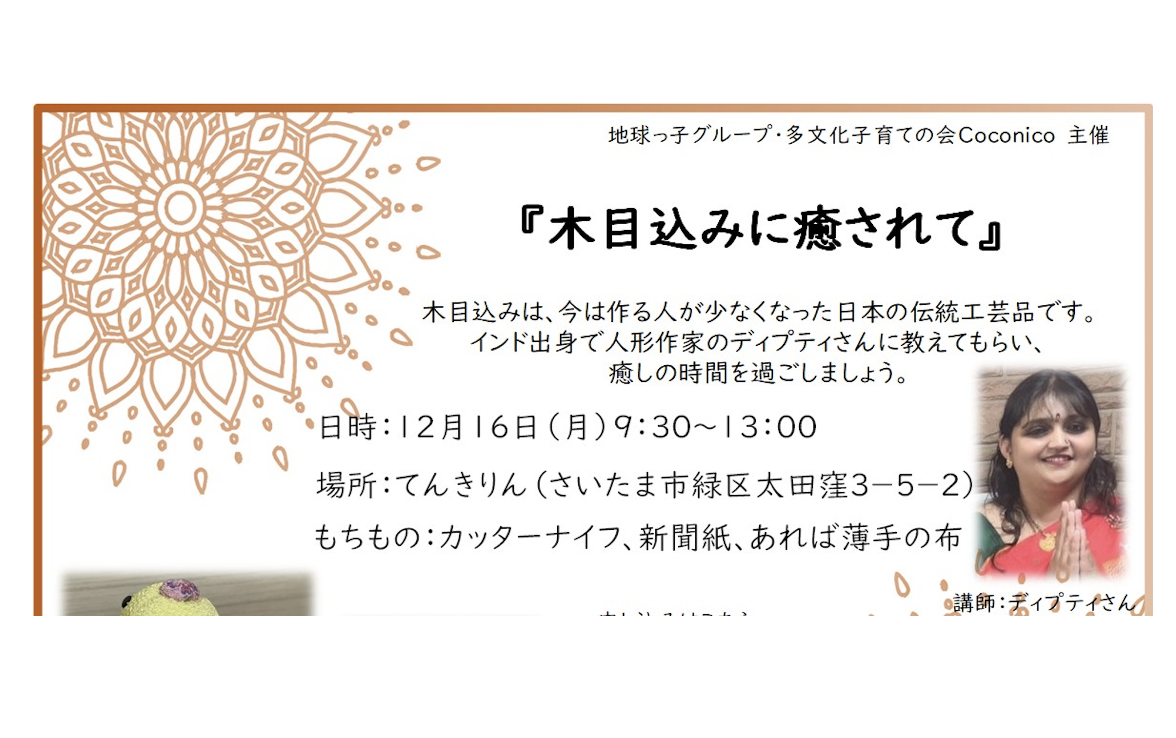 地球っ子グループ・多文化子育ての会Coconico 主催
『木目込みに癒されて』
木目込みは、今は作る人が少なくなった日本の伝統工芸品です。
インド出身で人形作家のディプティさんに教えてもらい、
癒しの時間を過ごしましょう。
日時：12月16日（月）9：30～13：00
場所：てんきりん（さいたま市緑区太田窪3－5－2）
もちもの：カッターナイフ、新聞紙、あれば薄手の布
講師：ディプティさん